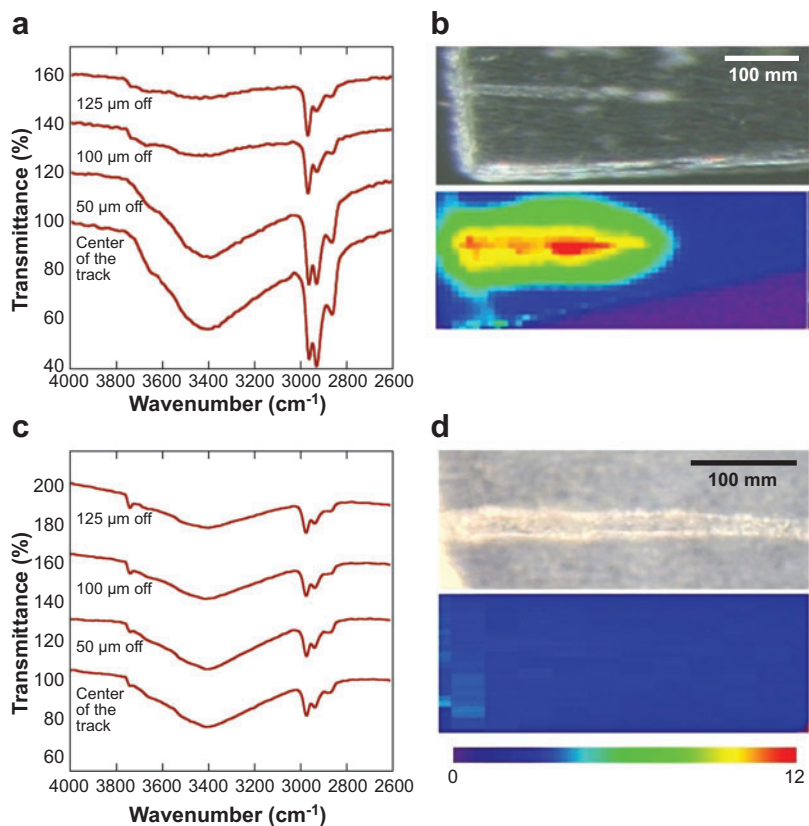 a
Transmittance (%)
160
140
120
100
80
60
40
125 µm off
100 µm off
50 µm off
Center
of the
track
4000 3800 3600 3400 3200 3000 2800 2600
Wavenumber (cm-1)
b
100 mm
c
Transmittance (%)
200
180
160
140
120
100
80
60
125 µm off
100 µm off
50 µm off
Center
of the
track
4000 3800 3600 3400 3200 3000 2800 2600
Wavenumber (cm-1)
d
100 mm
0 12